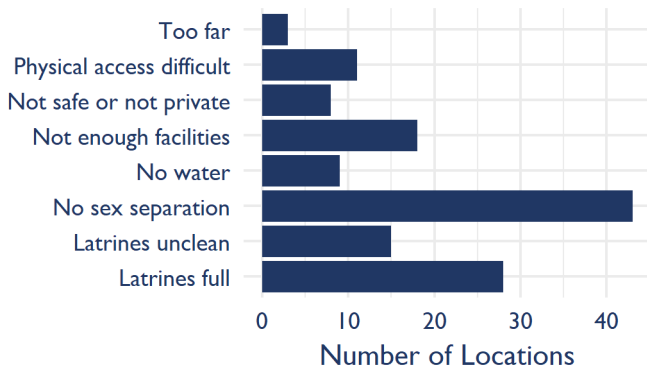 Too far
Physical access difficult
Not safe or not private
Not enough facilities
No water
No sex separation
Latrines unclean
Latrines full
0 10 20 30 40
Number of Locations